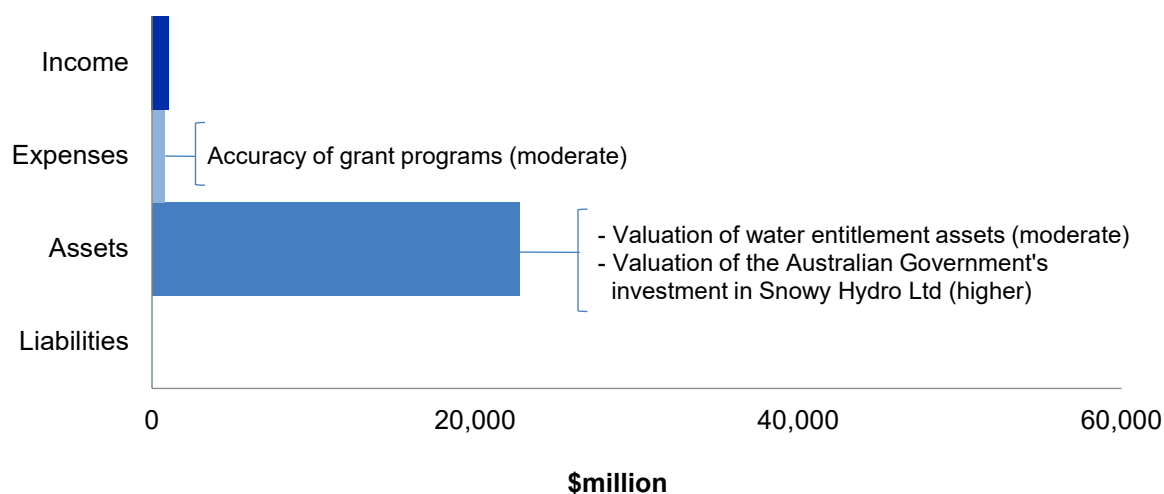 Income
Expenses
Accuracy of grant programs (moderate)
Assets
- Valuation of water entitlement assets (moderate)
- Valuation of the Australian Government's
investment in Snowy Hydro Ltd (higher)
Liabilities
0 20,000 40,000 60,000
$million